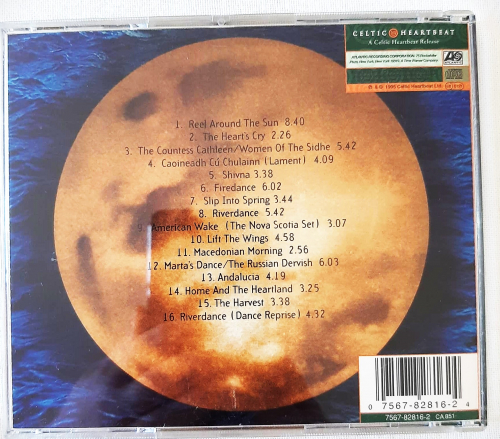 CELTIC HEARTBEAT
A Celtic Heartbeat Release
ATLANTIC
1. Reel Around The Sun 8.40
2. The Heart's Cry 2.26
3. The Countess Cathleen/Women Of The Sidhe 5.42
4. Caoineadh Cú Chulainn (Lament) 4.09
5. Shivna 3.38
6. Firedance 6.02
7. Slip Into Spring 3.44
8. Riverdance 5.42
9. American Wake (The Nova Scotia Set) 3.07
10. Lift The Wings 4.58
11. Macedonian Morning 2.56
12. Marta's Dance/The Russian Dervish 6.03
13. Andalucia 4.19
14. Home And The Heartland 3.25
15. The Harvest 3.38
16. Riverdance (Dance Reprise) 4.32
0 7567-82816-2 4
7567-82816-2 CA 851